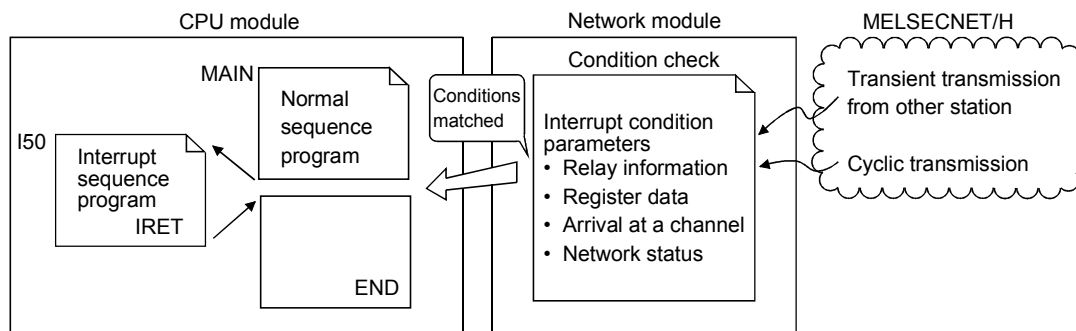 CPU module
Network module
MELSECNET/H
MAIN
Normal
sequence
program
I50
Interrupt
sequence
program
IRET
END
Conditions
matched
Condition check
Interrupt condition
parameters
• Relay information
• Register data
• Arrival at a channel
• Network status
Transient transmission
from other station
Cyclic transmission